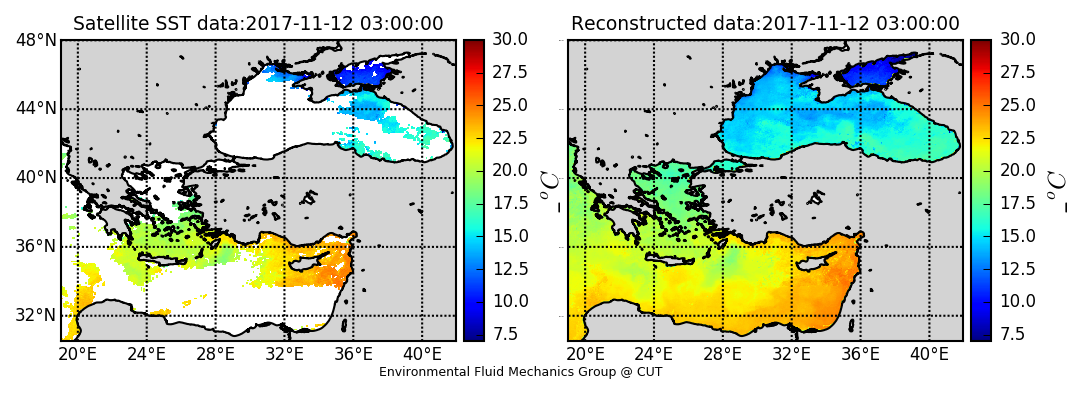 Satellite SST data:2017-11-12 03:00:00
48°N
44°N
40°N
36°N
32°N
20°E 24°E 28°E 32°E 36°E 40°E
30.0
27.5
25.0
22.5
20.0
17.5
15.0
12.5
10.0
7.5
_°C
Reconstructed data:2017-11-12 03:00:00
20°E 24°E 28°E 32°E 36°E 40°E
30.0
27.5
25.0
22.5
20.0
17.5
15.0
12.5
10.0
7.5
_°C
Environmental Fluid Mechanics Group @ CUT